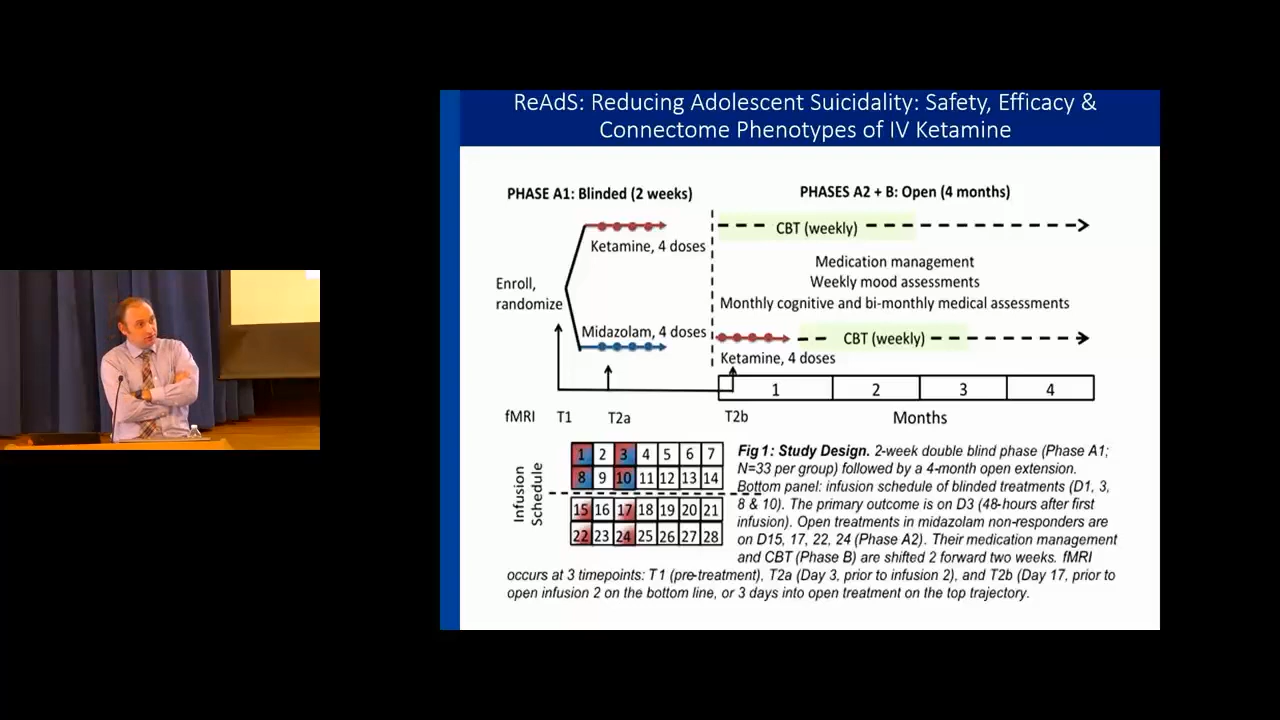 ReAdS: Reducing Adolescent Suicidality: Safety, Efficacy &
Connectome Phenotypes of IV Ketamine
PHASE A1: Blinded (2 weeks)
PHASES A2 + B: Open (4 months)
CBT (weekly)
Ketamine, 4 doses
Medication management
Weekly mood assessments
Monthly cognitive and bi-monthly medical assessments
Enroll,
randomize
Midazolam, 4 doses
CBT (weekly)
Ketamine, 4 doses
1 2 3 4
fMRI T1 T2a T2b Months
Infusion
Schedule
1 2 3 4 5 6 7
8 9 10 11 12 13 14
15 16 17 18 19 20 21
22 23 24 25 26 27 28
Fig 1: Study Design. 2-week double blind phase (Phase A1;
N=33 per group) followed by a 4-month open extension.
Bottom panel: infusion schedule of blinded treatments (D1, 3,
8 & 10). The primary outcome is on D3 (48-hours after first
infusion). Open treatments in midazolam non-responders are
on D15, 17, 22, 24 (Phase A2). Their medication management
and CBT (Phase B) are shifted 2 forward two weeks. fMRI
occurs at 3 timepoints: T1 (pre-treatment), T2a (Day 3, prior to infusion 2), and T2b (Day 17, prior to
open infusion 2 on the bottom line, or 3 days into open treatment on the top trajectory.